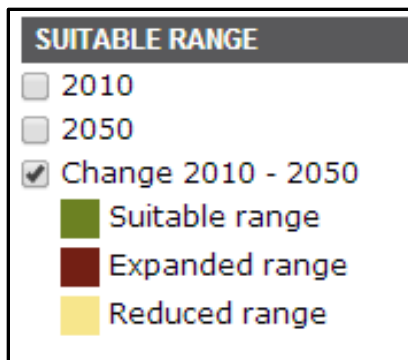 SUITABLE RANGE
2010
2050
Change 2010 - 2050
Suitable range
Expanded range
Reduced range